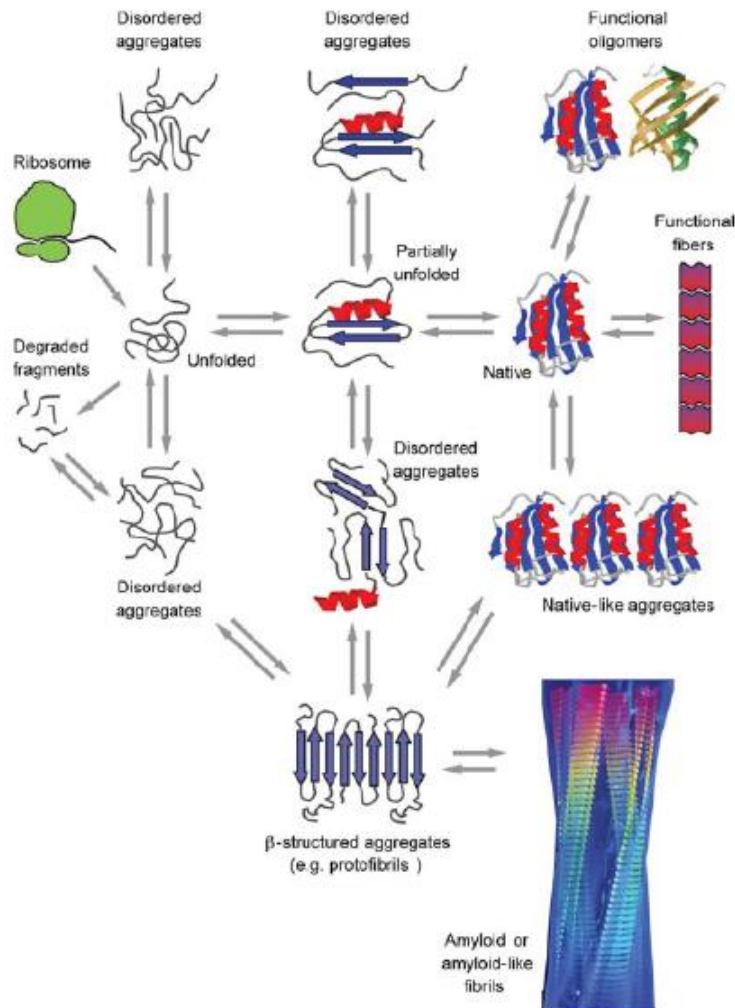 Disordered
aggregates
Disordered
aggregates
Functional
oligomers
Ribosome
Functional
fibers
Partially
unfolded
Degraded
fragments
Unfolded
Native
Disordered
aggregates
Disordered
aggregates
Native-like aggregates
β-structured aggregates
(e.g. protofibrils )
Amyloid or
amyloid-like
fibrils